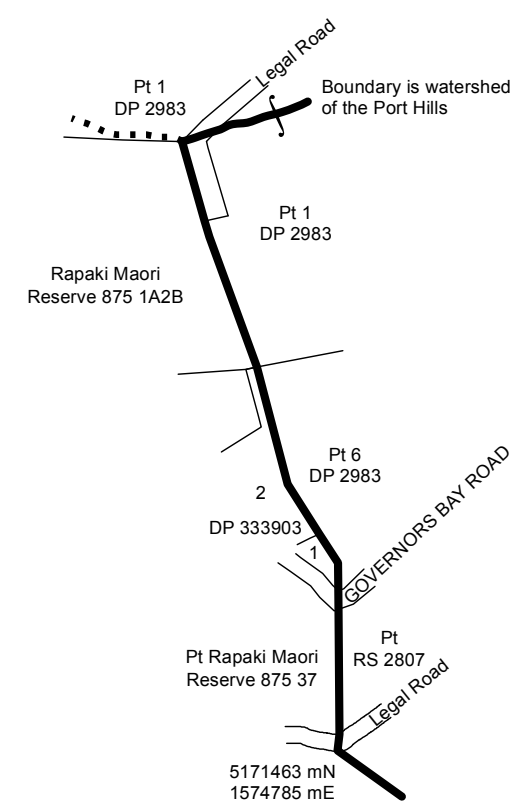 Legal Road
Pt 1
DP 2983
Boundary is watershed
of the Port Hills
Pt 1
DP 2983
Rapaki Maori
Reserve 875 1A2B
Pt 6
DP 2983
2
DP 333903
1
GOVERNORS BAY ROAD
Pt
RS 2807
Pt Rapaki Maori
Reserve 875 37
Legal Road
5171463 mN
1574785 mE